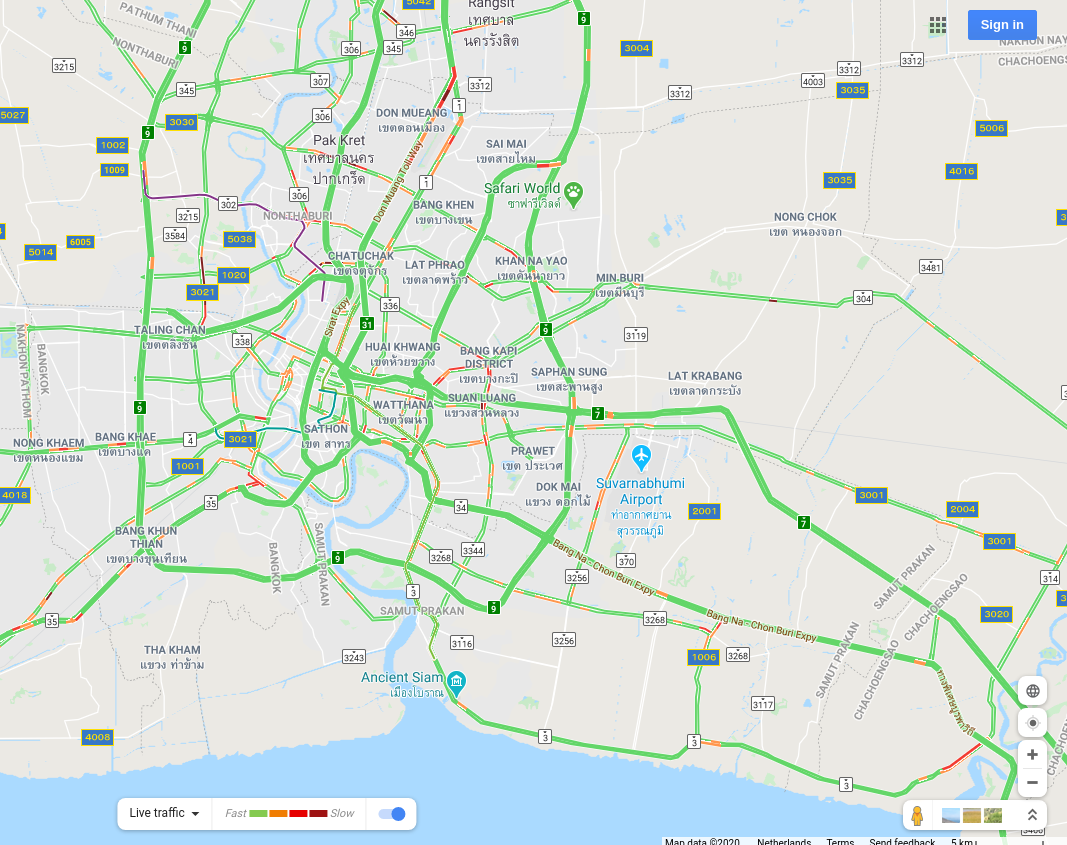 5042
Rangsit
เทศบาล
นครรังสิต
PATHUM THANI
NONTHABURI
9
9
346
345
306
3004
Sign in
NAKHON NAY
CHACHOENGS
3215
3312
3312
3312
4003
3312
3035
307
345
306
1
5027
3030
DON MUEANG
เขตดอนเมือง
9
1002
Pak Kret
เทศบาลนคร
ปากเกร็ด
SAI MAI
เขตสายไหม
5006
1009
4016
3035
Don Muang Tollway
1
Safari World
ซาฟารีเวิลด์
306
302
BANG KHEN
เขตบางเขน
3215
NONTHABURI
NONG CHOK
เขต หนองจอก
3584
5038
6005
5014
CHATUCHAK
เขตจตุจักร
LAT PHRAO
เขตลาดพร้าว
KHAN NA YAO
เขตคันนายาว
3481
1020
MIN BURI
เขตมีนบุรี
3021
336
304
Sirat Expy
31
9
TALING CHAN
เขตตลิ่งชัน
338
3119
NAKHON PATHOM
BANGKOK
HUAI KHWANG
เขตห้วยขวาง
BANG KAPI
DISTRICT
เขตบางกะปิ
SAPHAN SUNG
เขตสะพานสูง
LAT KRABANG
เขตลาดกระบัง
9
WATTHANA
เขตวัฒนา
SUAN LUANG
แขวงสวนหลวง
7
SATHON
เขต สาทร
NONG KHAEM
เขตหนองแขม
BANG KHAE
เขตบางแค
4
3021
PRAWET
เขต ประเวศ
1001
Suvarnabhumi
Airport
ท่าอากาศยาน
สุวรรณภูมิ
DOK MAI
แขวง ดอกไม้
4018
35
34
2001
3001
2004
7
BANG KHUN
THIAN
เขตบางขุนเทียน
BANGKOK
SAMUT PRAKAN
3001
9
3268
3344
Bang Na - Chon Buri Expy
370
3256
314
SAMUT PRAKAN
CHACHOENGSAO
3
9
SAMUT PRAKAN
35
3268
Bang Na - Chon Buri Expy
3020
THA KHAM
แขวง ท่าข้าม
3243
3116
3256
1006
3268
SAMUT PRAKAN
CHACHOENGSAO
Ancient Siam
เมืองโบราณ
ทางพิเศษบูรพาวิถี
3117
4008
3
3
3
CHACHOENG
Live traffic
Fast
Slow
Map data ©2020
Netherlands
Terms
Send feedback
5 km